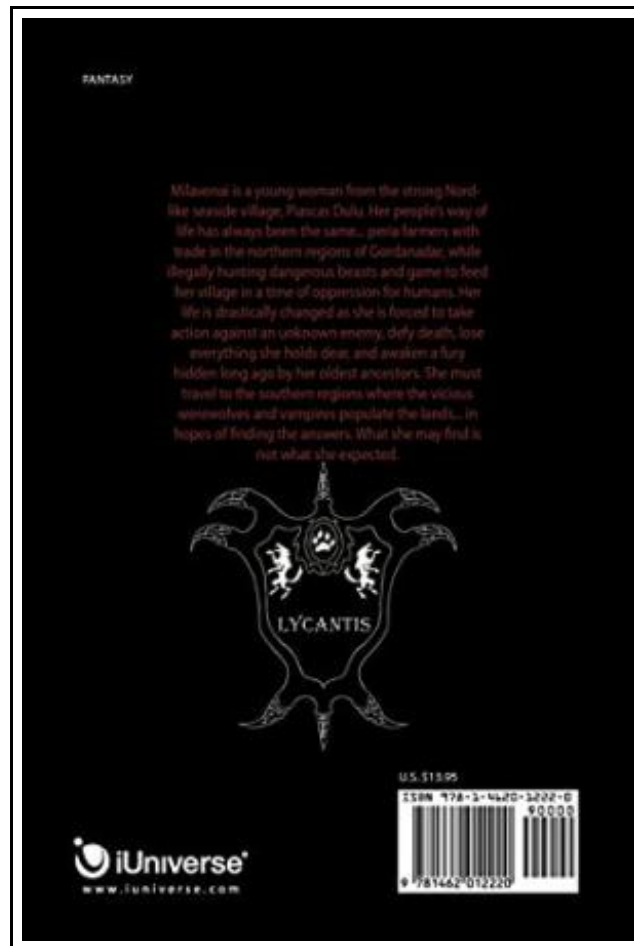 FANTASY
Milavonai is a young woman from the strong Nord-
like seaside village, Piascas Dulu. Her people's way of
life has always been the same... peria farmers with
trade in the northern regions of Gordanadar, while
illegally hunting dangerous beasts and game to feed
her village in a time of oppression for humans. Her
life is drastically changed as she is forced to take
action against an unknown enemy, defy death, lose
everything she holds dear, and awaken a fury
hidden long ago by her oldest ancestors. She must
travel to the southern regions where the vicious
werewolves and vampires populate the lands... in
hopes of finding the answers. What she may find is
not what she expected.
LYCANTIS
U.S. $13.95
ISBN 978-1-4620-1222-0
90000
9 781462 012220
iUniverse
www.iuniverse.com